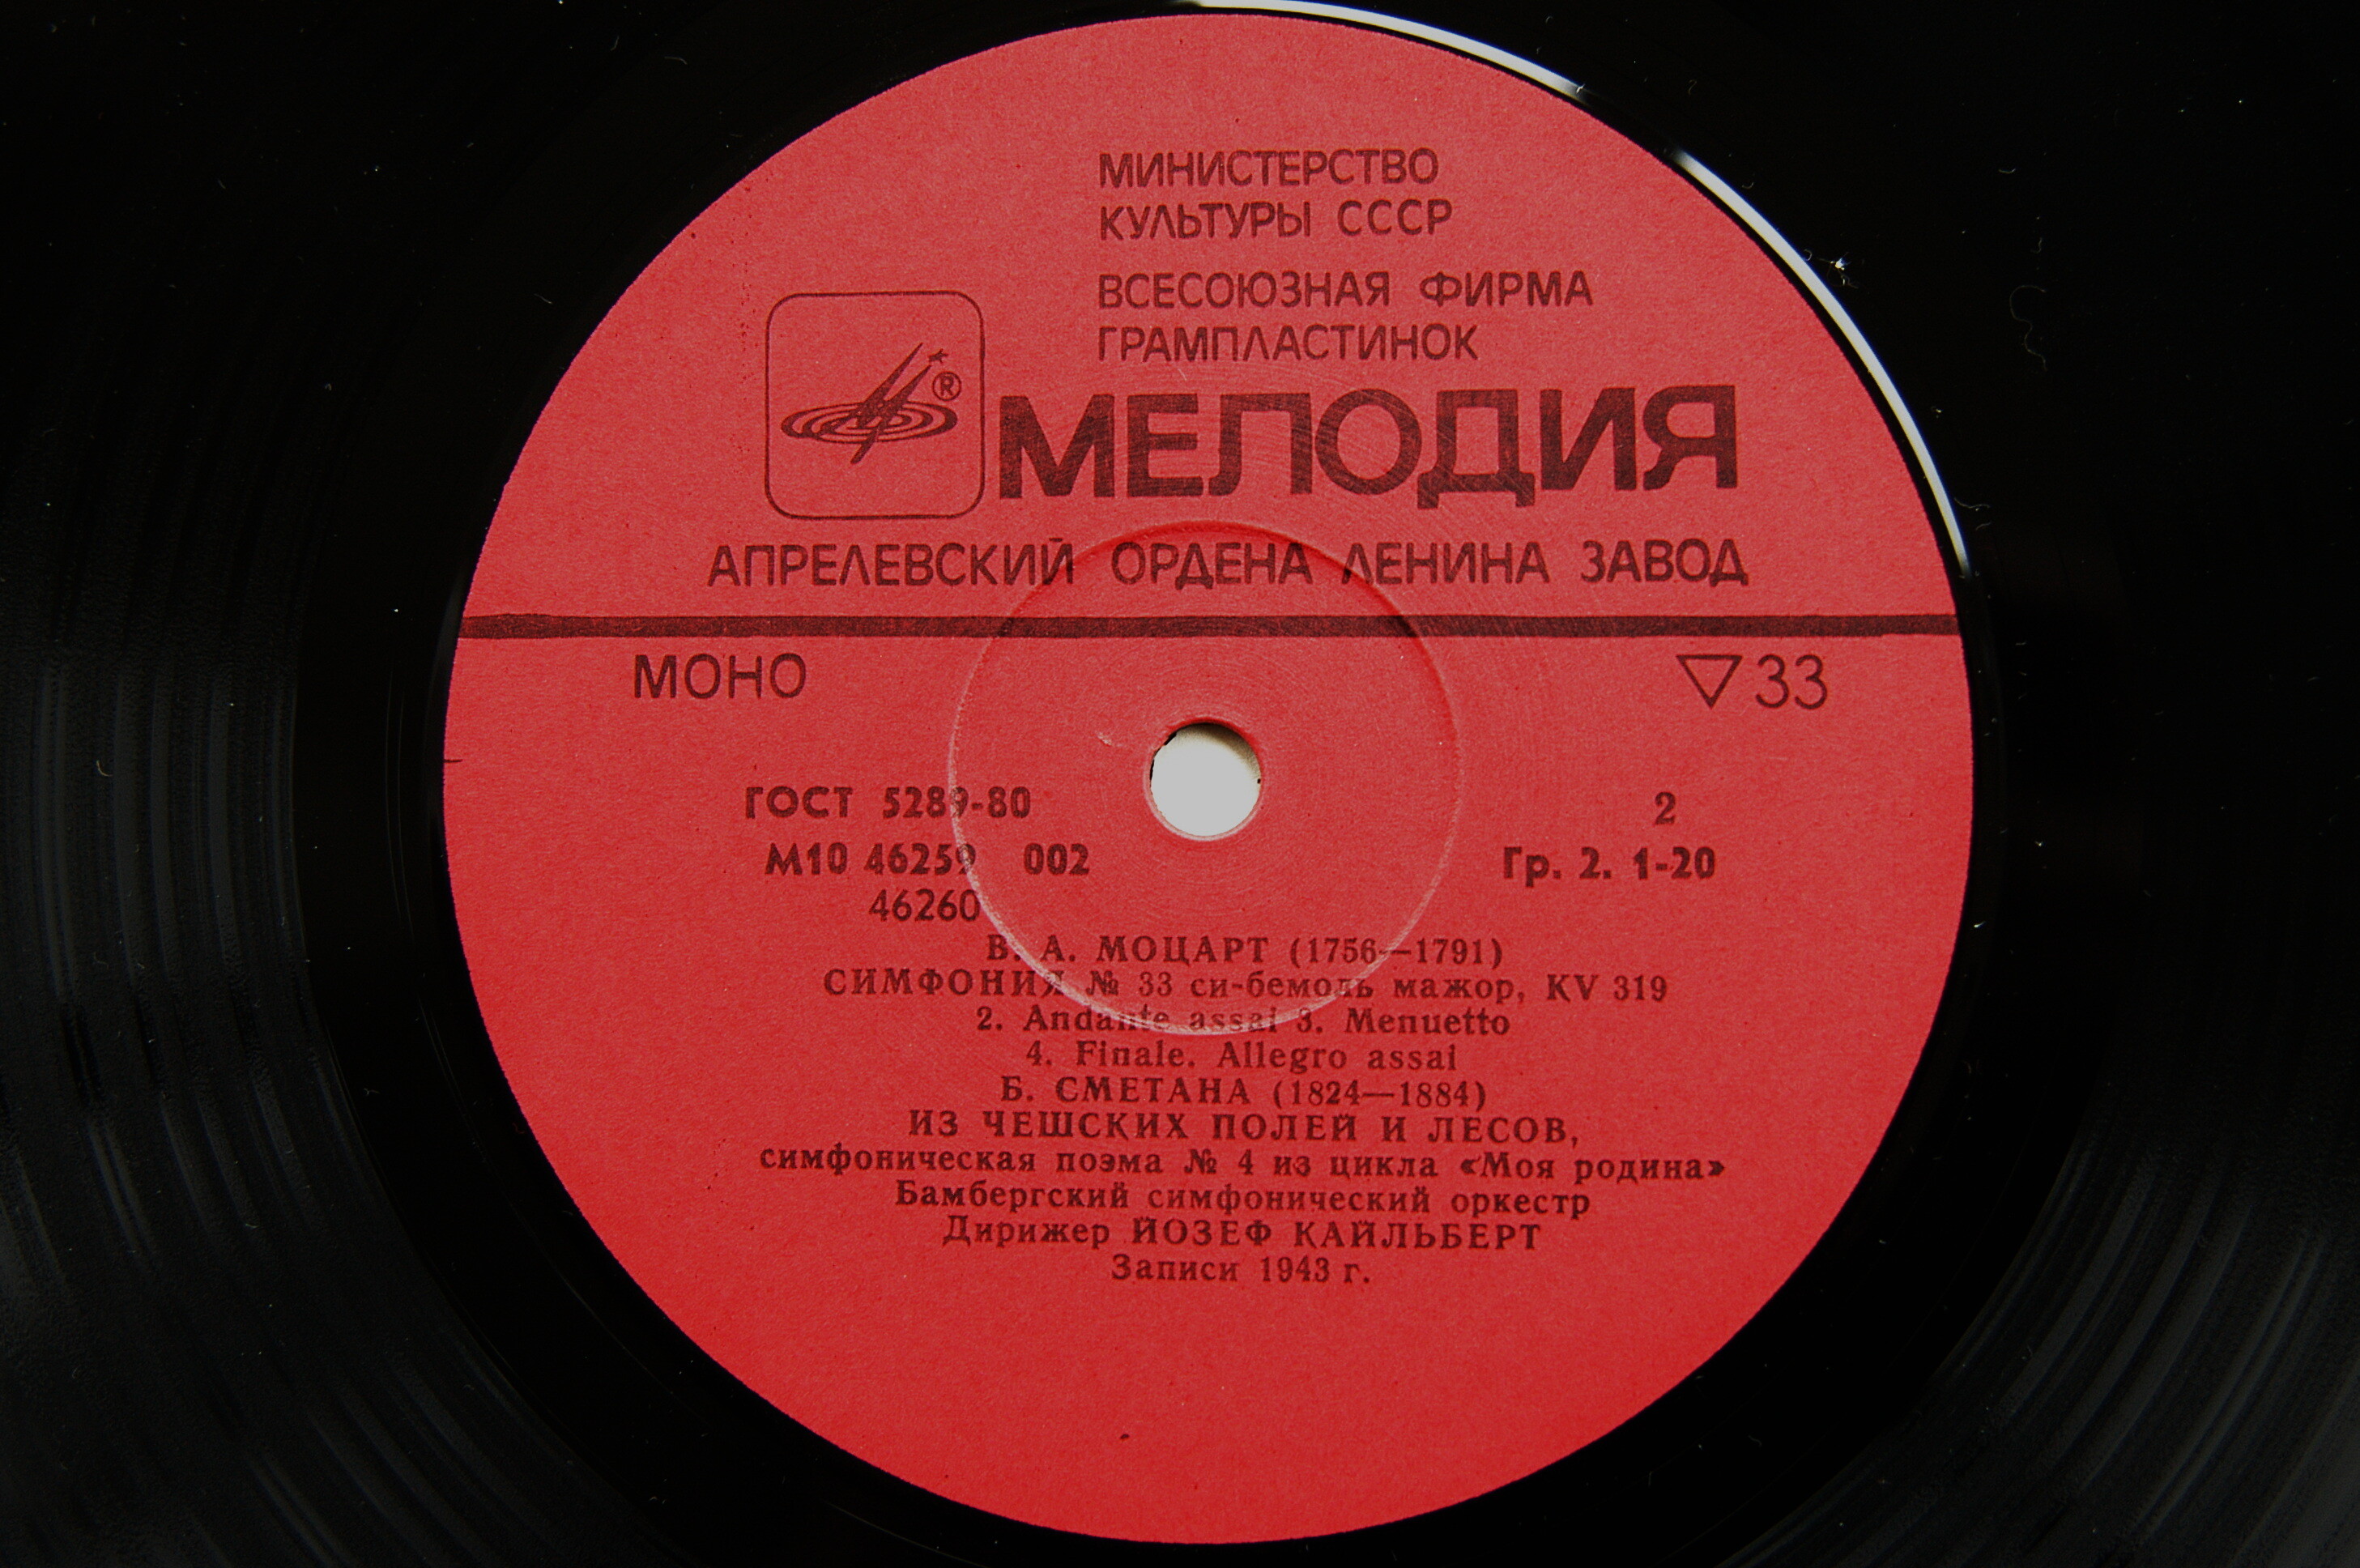 МИНИСТЕРСТВО
КУЛЬТУРЫ СССР
ВСЕСОЮЗНАЯ ФИРМА
ГРАМПЛАСТИНОК
®
МЕЛОДИЯ
АПРЕЛЕВСКИЙ ОРДЕНА ЛЕНИНА ЗАВОД
МОНО ▽33
ГОСТ 5289-80 2
М10 46259 002 Гр. 2. 1-20
46260
В. А. МОЦАРТ (1756—1791)
СИМФОНИЯ № 33 си-бемоль мажор, KV 319
2. Andante assai 3. Menuetto
4. Finale. Allegro assai
Б. СМЕТАНА (1824—1884)
ИЗ ЧЕШСКИХ ПОЛЕЙ И ЛЕСОВ,
симфоническая поэма № 4 из цикла «Моя родина»
Бамбергский симфонический оркестр
Дирижер ЙОЗЕФ КАЙЛЬБЕРТ
Записи 1943 г.